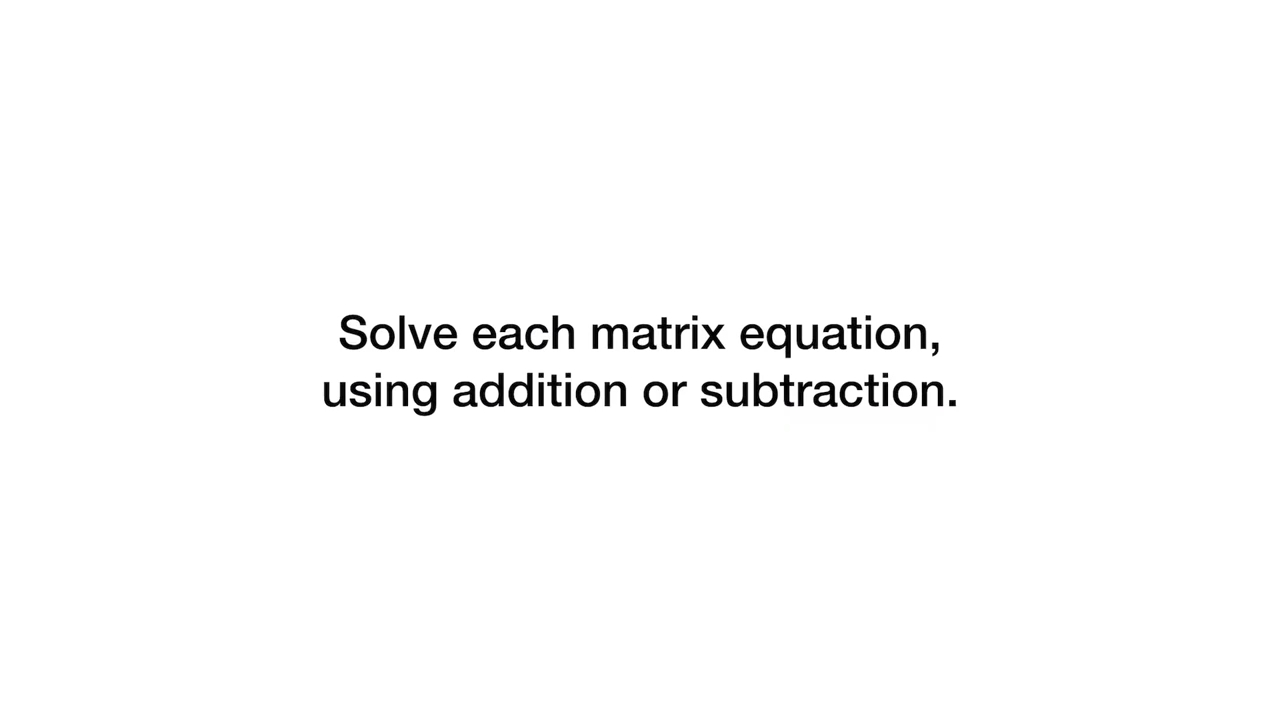 Solve each matrix equation,
using addition or subtraction.